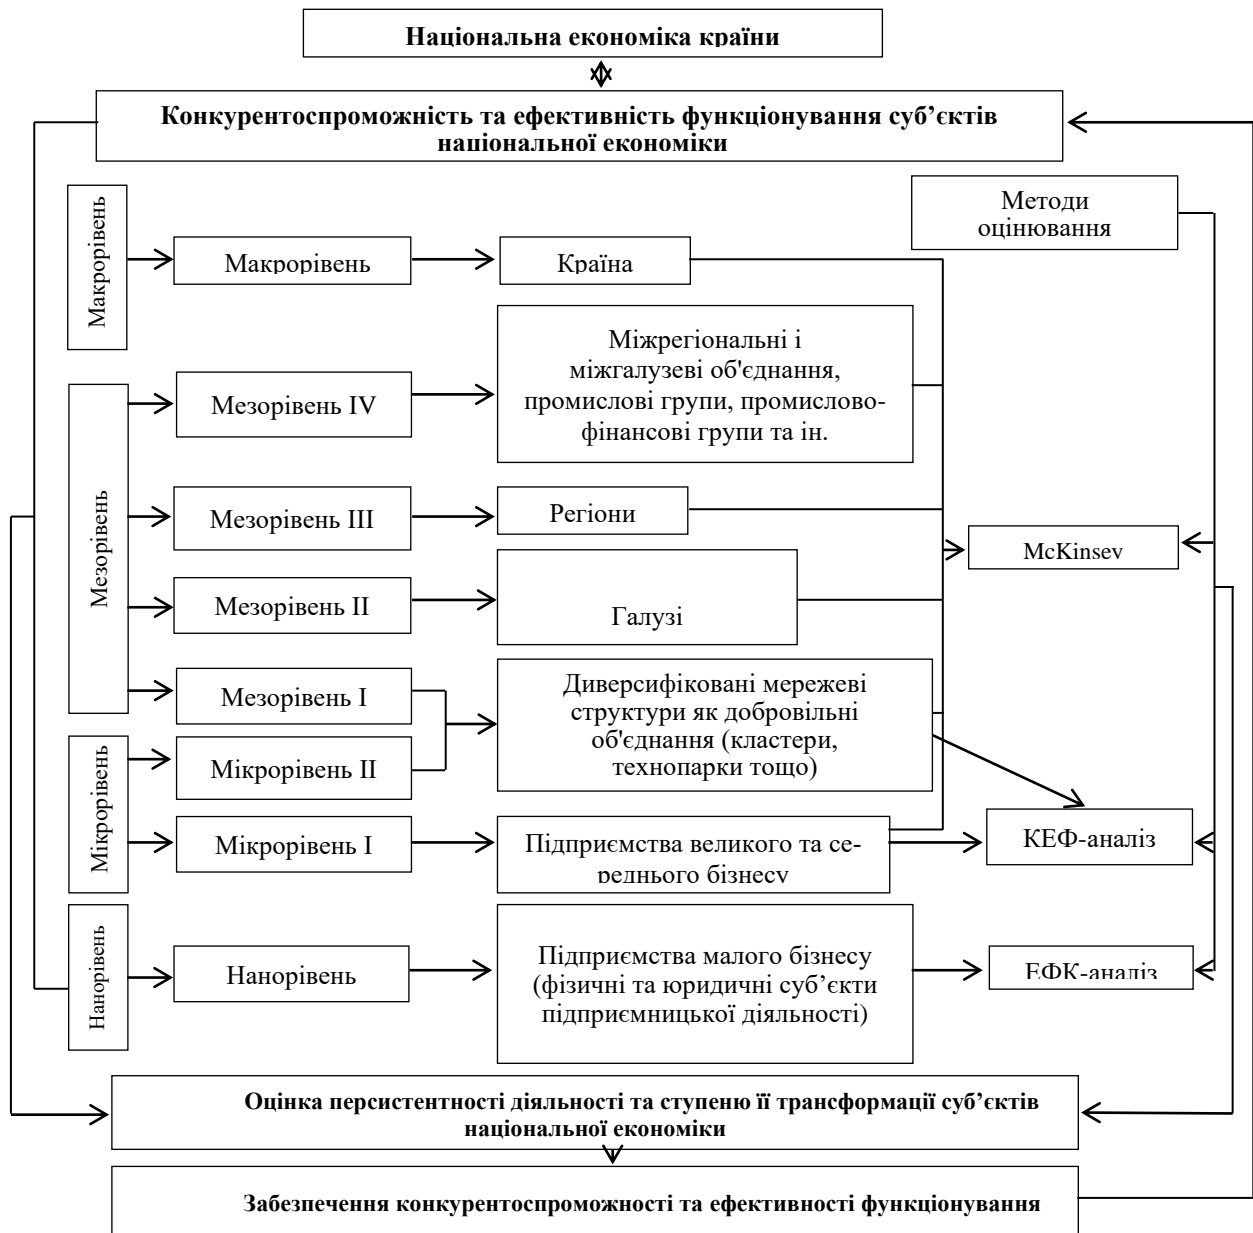 Національна економіка країни
Конкурентоспроможність та ефективність функціонування суб’єктів
національної економіки
Макрорівень
Методи
оцінювання
Макрорівень
Країна
Міжрегіональні і
міжгалузеві об'єднання,
промислові групи, промислово-
фінансові групи та ін.
Мезорівень
Мезорівень IV
Мезорівень III
Регіони
McKinsey
Мезорівень II
Галузі
Мезорівень I
Диверсифіковані мережеві
структури як добровільні
об'єднання (кластери,
технопарки тощо)
Мікрорівень
Мікрорівень II
Мікрорівень I
Підприємства великого та се-
реднього бізнесу
КЕФ-аналіз
Нанорівень
Нанорівень
Підприємства малого бізнесу
(фізичні та юридичні суб’єкти
підприємницької діяльності)
ЕФК-аналіз
Оцінка персистентності діяльності та ступеню її трансформації суб’єктів
національної економіки
Забезпечення конкурентоспроможності та ефективності функціонування